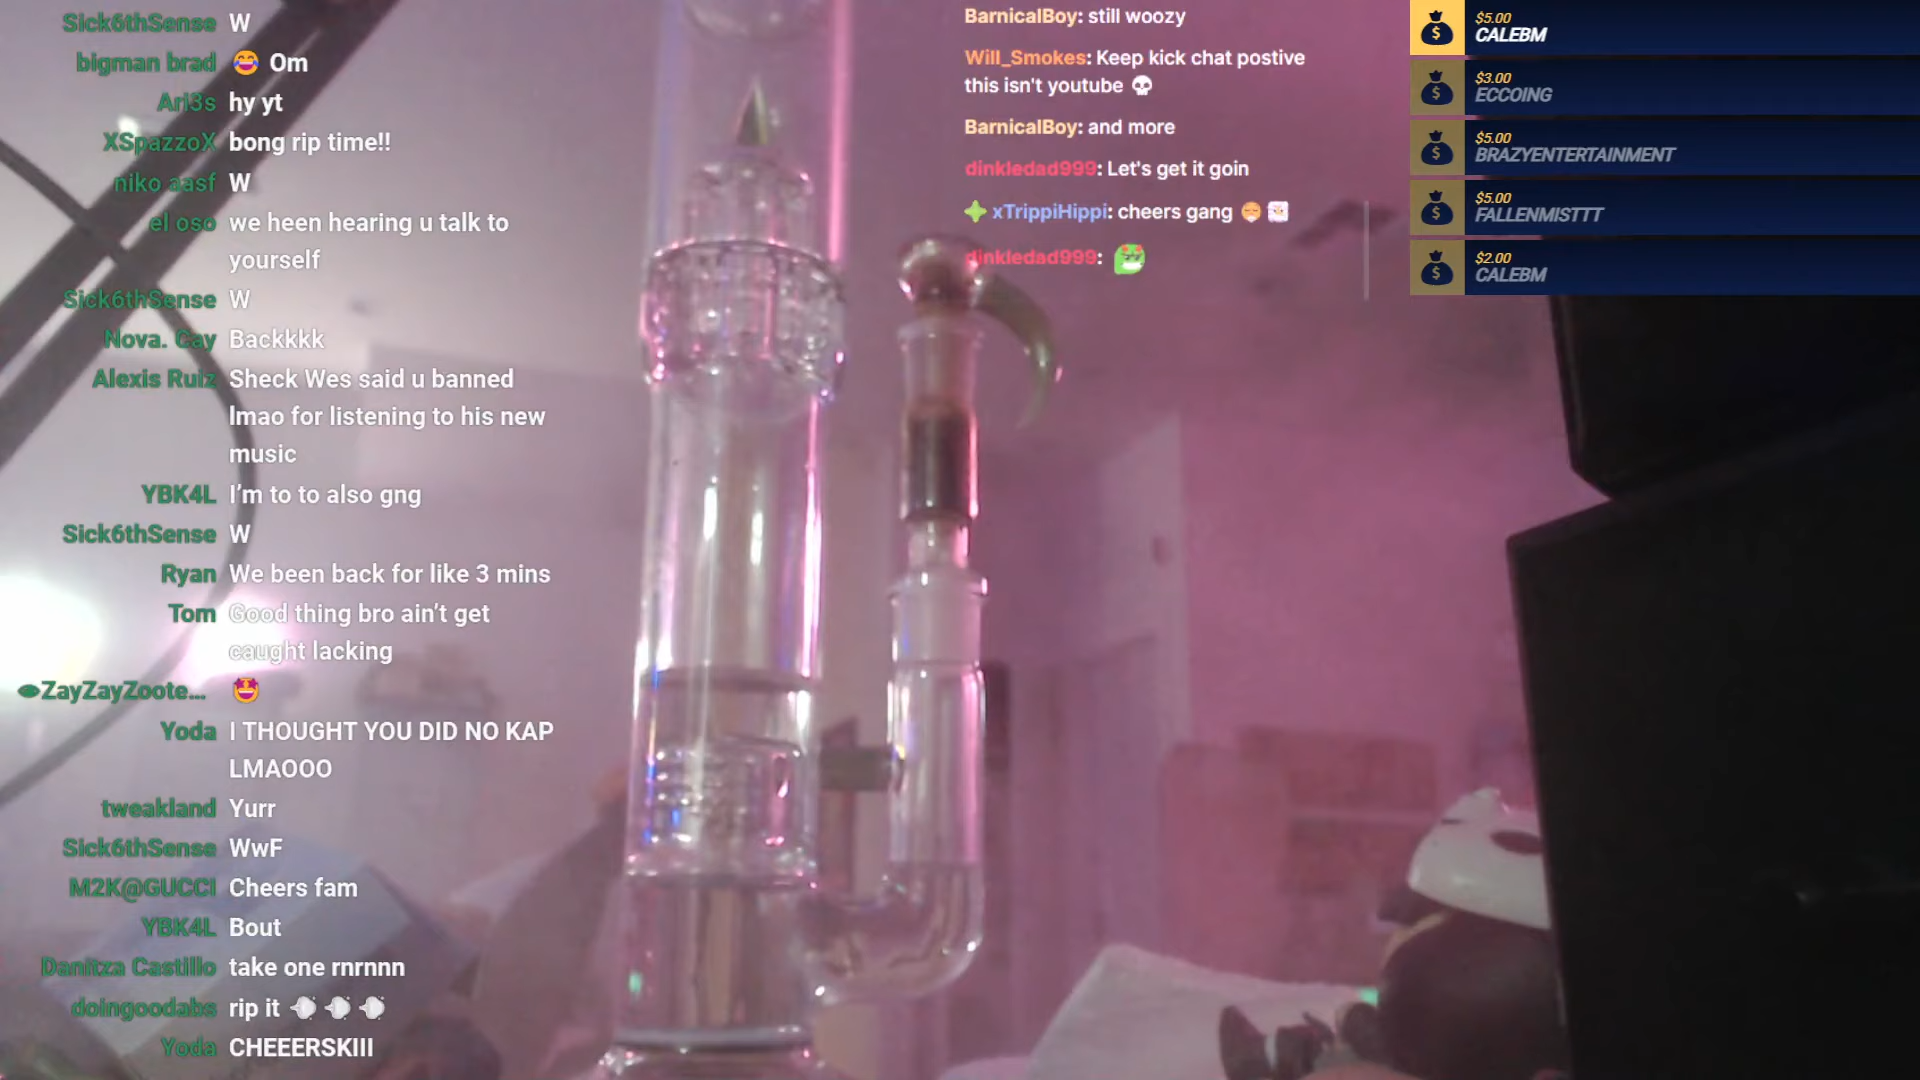 Sick6thSense W
bigman brad 😂 Om
Ari3s hy yt
XSpazzoX bong rip time!!
niko aasf W
el oso we heen hearing u talk to
yourself
Sick6thSense W
Nova. Cay Backkkk
Alexis Ruiz Sheck Wes said u banned
lmao for listening to his new
music
YBK4L I'm to to also gng
Sick6thSense W
Ryan We been back for like 3 mins
Tom Good thing bro ain't get
caught lacking
ZayZayZoote... 🤩
Yoda I THOUGHT YOU DID NO KAP
LMAOOO
tweakland Yurr
Sick6thSense WwF
M2K@GUCCI Cheers fam
YBK4L Bout
Danitza Castillo take one rnrnnn
doingoodabs rip it 💨 💨 💨
Yoda CHEEERSKIII
BarnicalBoy: still woozy
Will_Smokes: Keep kick chat postive
this isn't youtube 💀
BarnicalBoy: and more
dinkledad999: Let's get it goin
xTrippiHippi: cheers gang
dinkledad999:
$5.00
CALEBM
$3.00
ECCOING
$5.00
BRAZYENTERTAINMENT
$5.00
FALLENMISTTT
$2.00
CALEBM